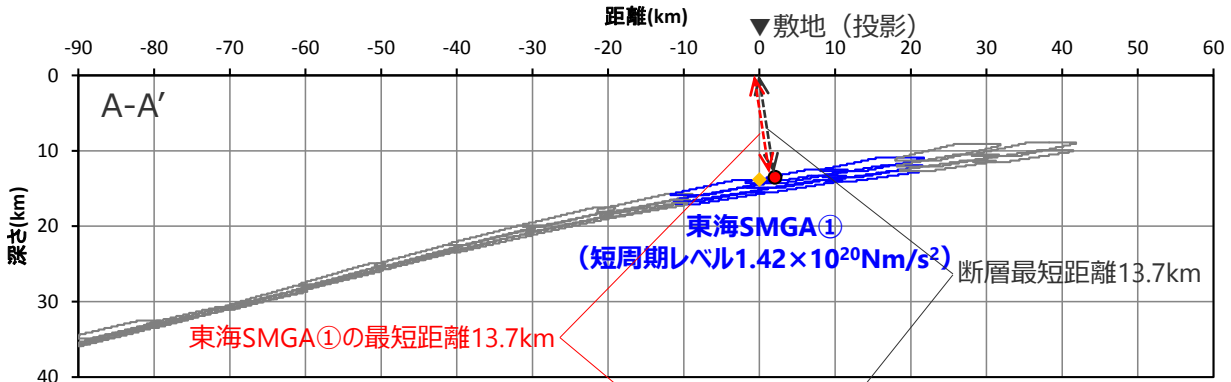 距離(km)
▼敷地（投影）
-90 -80 -70 -60 -50 -40 -30 -20 -10 0 10 20 30 40 50 60
0
A-A′
10
20
30
40
深さ(km)
東海SMGA①
（短周期レベル1.42×10²⁰Nm/s²）
断層最短距離13.7km
東海SMGA①の最短距離13.7km